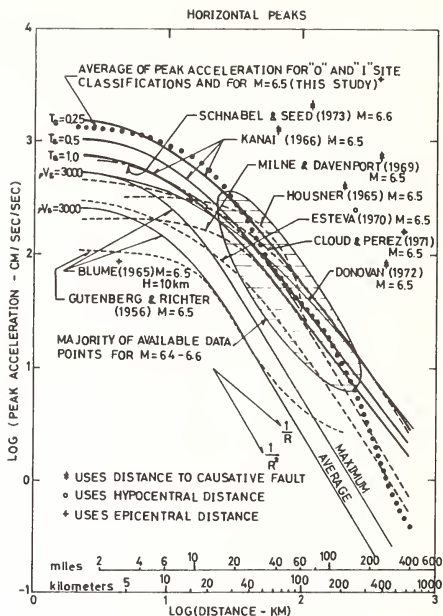 HORIZONTAL PEAKS
4
3
2
1
0
-1
LOG (PEAK ACCELERATION - CM/SEC/SEC)
AVERAGE OF PEAK ACCELERATION FOR "O" AND "I" SITE
CLASSIFICATIONS AND FOR M=6.5 (THIS STUDY)+
SCHNABEL & SEED (1973) M=6.6
KANAI (1966) M=6.5
MILNE & DAVENPORT (1969)
M=6.5
HOUSNER (1965) M=6.5
ESTEVA° (1970) M=6.5
CLOUD & PEREZ (1971)
M=6.5
DONOVAN (1972)
M=6.5
BLUME (1965) M=6.5
H=10km
GUTENBERG & RICHTER
(1956) M=6.5
MAJORITY OF AVAILABLE DATA
POINTS FOR M=6.4-6.6
1/R
1/R²
MAXIMUM
AVERAGE
USES DISTANCE TO CAUSATIVE FAULT
o USES HYPOCENTRAL DISTANCE
+ USES EPICENTRAL DISTANCE
miles 2 4 6 10 20 40 60 100 200 400 600
kilometers 5 10 20 40 100 200 400 1000
0 1 2 3
LOG(DISTANCE - KM)